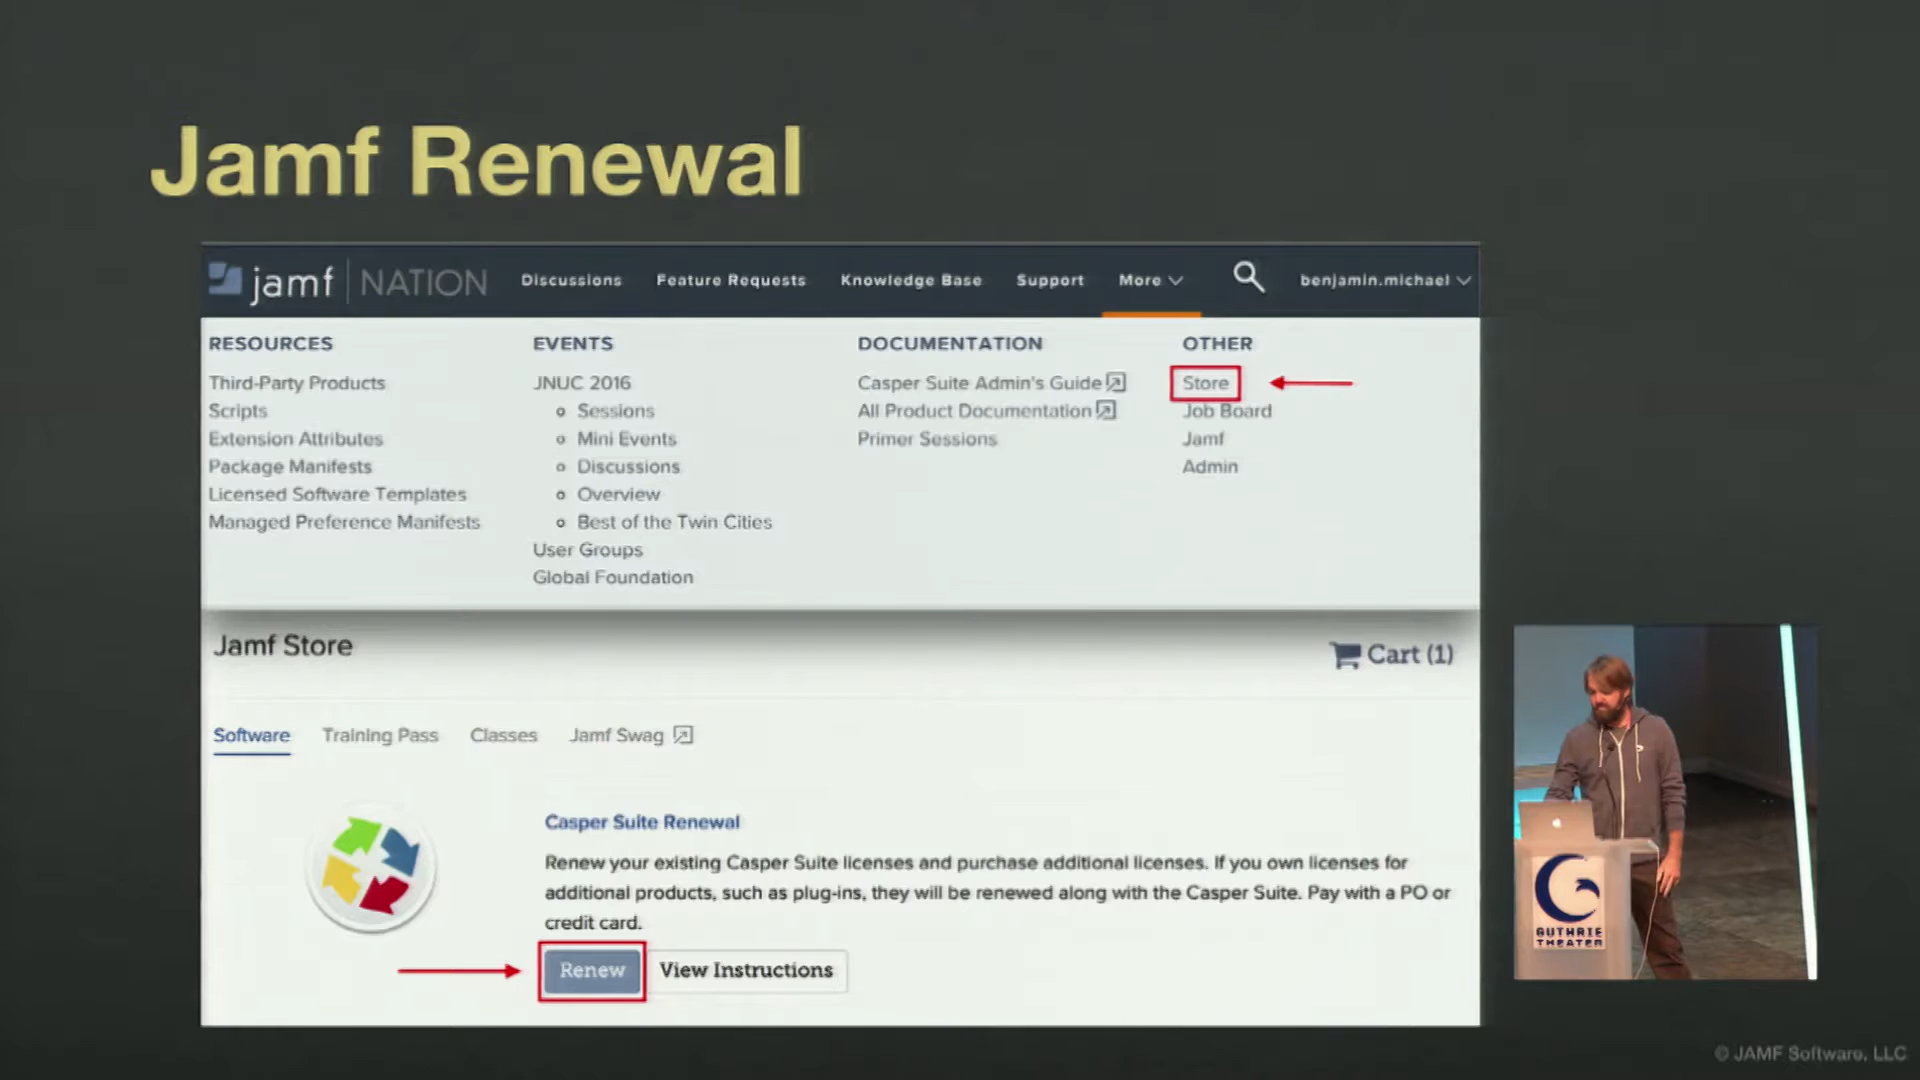 Jamf Renewal
jamf NATION Discussions Feature Requests Knowledge Base Support More benjamin.michael
RESOURCES
Third-Party Products
Scripts
Extension Attributes
Package Manifests
Licensed Software Templates
Managed Preference Manifests
EVENTS
JNUC 2016
Sessions
Mini Events
Discussions
Overview
Best of the Twin Cities
User Groups
Global Foundation
DOCUMENTATION
Casper Suite Admin's Guide
All Product Documentation
Primer Sessions
OTHER
Store
Job Board
Jamf
Admin
Jamf Store
Cart (1)
Software Training Pass Classes Jamf Swag
Casper Suite Renewal
Renew your existing Casper Suite licenses and purchase additional licenses. If you own licenses for
additional products, such as plug-ins, they will be renewed along with the Casper Suite. Pay with a PO or
credit card.
Renew View Instructions
GUTHRIE
THEATER
© JAMF Software, LLC